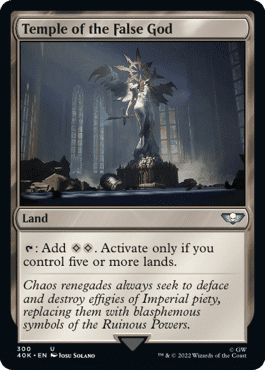 Temple of the False God
Land
: Add ◇◇. Activate only if you
control five or more lands.
Chaos renegades always seek to deface
and destroy effigies of Imperial piety,
replacing them with blasphemous
symbols of the Ruinous Powers.
300 U
40K • EN Iosu Solano
© GW
™ & © 2022 Wizards of the Coast